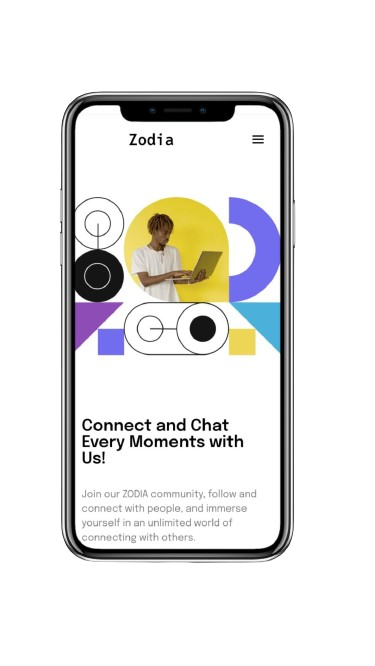 Zodia
Connect and Chat
Every Moments with
Us!
Join our ZODIA community, follow and
connect with people, and immerse
yourself in an unlimited world of
connecting with others.